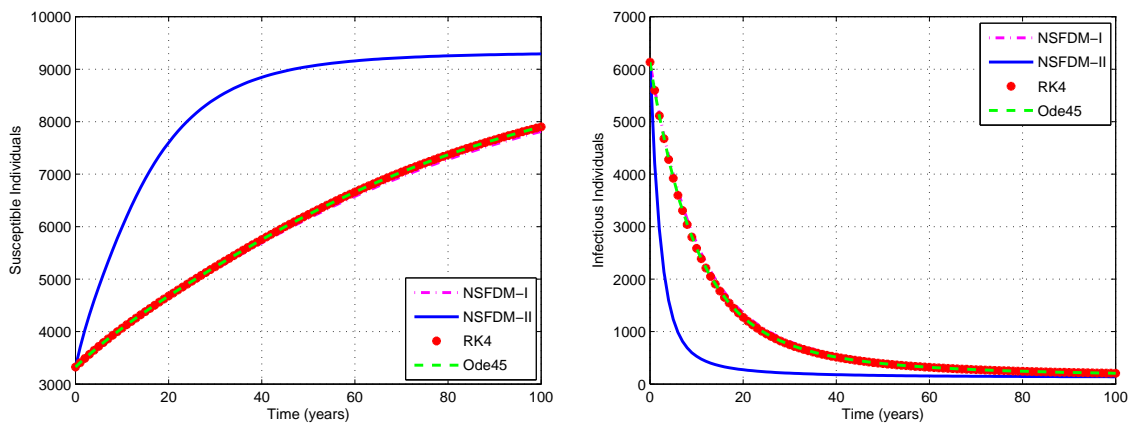 10000
9000
8000
7000
6000
5000
4000
3000
0
20
40
60
80
100
Susceptible Individuals
Time (years)
NSFDM−I
NSFDM−II
RK4
Ode45
7000
6000
5000
4000
3000
2000
1000
0
0
20
40
60
80
100
Infectious Individuals
Time (years)
NSFDM−I
NSFDM−II
RK4
Ode45